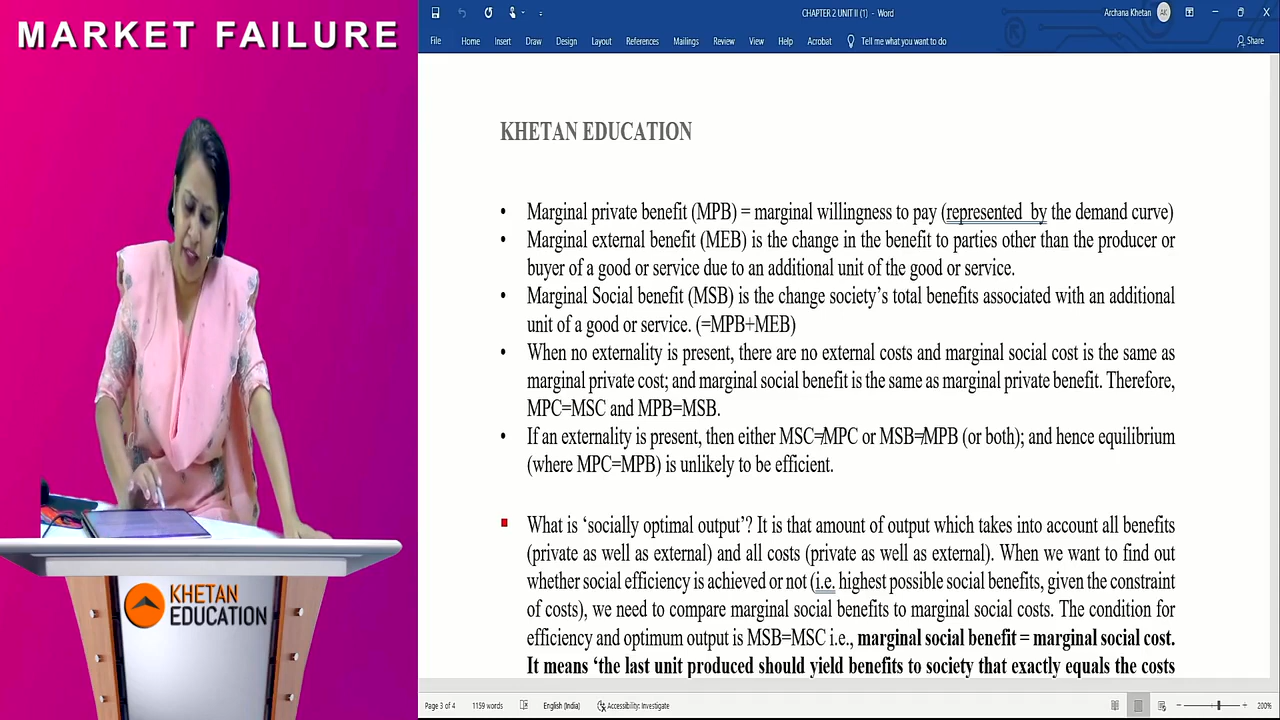 MARKET FAILURE
CHAPTER 2 UNIT II (1) - Word
Archana Khetan
AK
File Home Insert Draw Design Layout References Mailings Review View Help Acrobat Tell me what you want to do
Share
KHETAN EDUCATION
• Marginal private benefit (MPB) = marginal willingness to pay (represented by the demand curve)
• Marginal external benefit (MEB) is the change in the benefit to parties other than the producer or
buyer of a good or service due to an additional unit of the good or service.
• Marginal Social benefit (MSB) is the change society’s total benefits associated with an additional
unit of a good or service. (=MPB+MEB)
• When no externality is present, there are no external costs and marginal social cost is the same as
marginal private cost; and marginal social benefit is the same as marginal private benefit. Therefore,
MPC=MSC and MPB=MSB.
• If an externality is present, then either MSC≠MPC or MSB≠MPB (or both); and hence equilibrium
(where MPC=MPB) is unlikely to be efficient.
What is ‘socially optimal output’? It is that amount of output which takes into account all benefits
(private as well as external) and all costs (private as well as external). When we want to find out
whether social efficiency is achieved or not (i.e. highest possible social benefits, given the constraint
of costs), we need to compare marginal social benefits to marginal social costs. The condition for
efficiency and optimum output is MSB=MSC i.e., marginal social benefit = marginal social cost.
It means ‘the last unit produced should yield benefits to society that exactly equals the costs
KHETAN
EDUCATION
Page 3 of 4 1159 words English (India) Accessibility: Investigate
200%